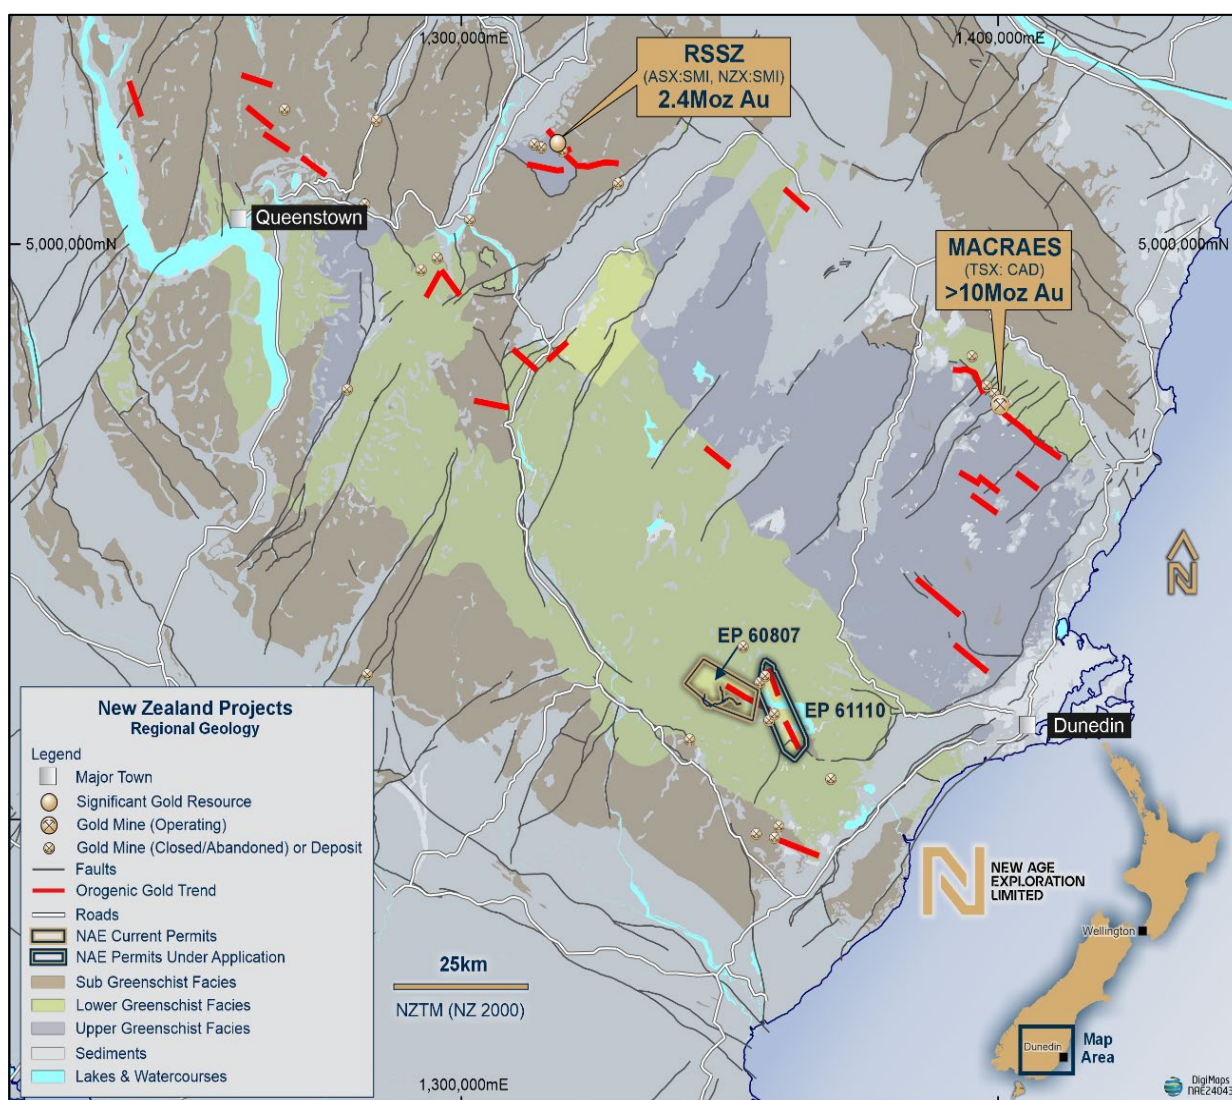 1,300,000mE
1,400,000mE
RSSZ
(ASX:SMI, NZX:SMI)
2.4Moz Au
Queenstown
5,000,000mN
5,000,000mN
MACRAES
(TSX: CAD)
>10Moz Au
N
EP 60807
EP 61110
Dunedin
New Zealand Projects
Regional Geology
Legend
Major Town
Significant Gold Resource
Gold Mine (Operating)
Gold Mine (Closed/Abandoned) or Deposit
Faults
Orogenic Gold Trend
Roads
NAE Current Permits
NAE Permits Under Application
Sub Greenschist Facies
Lower Greenschist Facies
Upper Greenschist Facies
Sediments
Lakes & Watercourses
25km
NZTM (NZ 2000)
1,300,000mE
N
NEW AGE
EXPLORATION
LIMITED
Wellington
Dunedin
Map
Area
DigiMaps
NAE24043